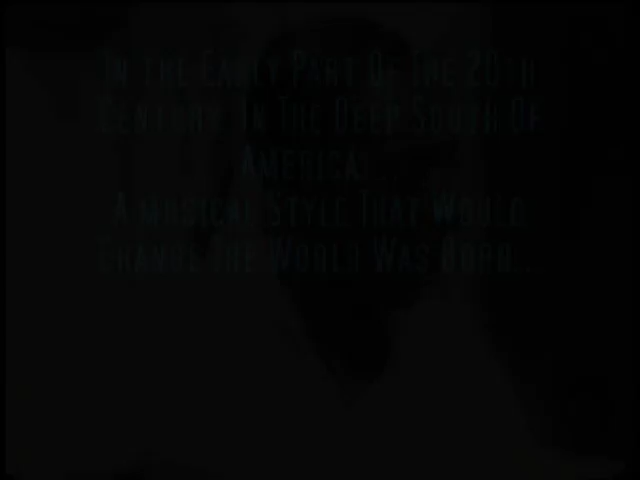 In The Early Part Of The 20th
Century, In The Deep South Of
America,
A Musical Style That Would
Change The World Was Born...